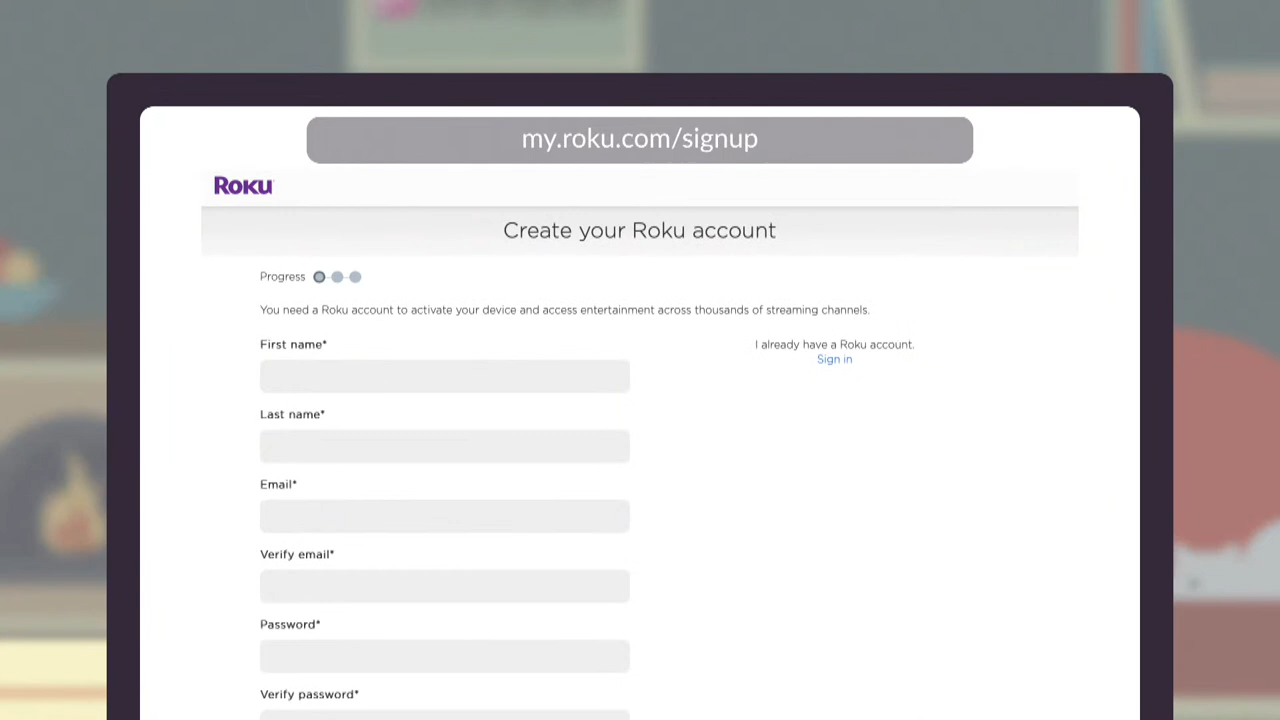 my.roku.com/signup
Roku
Create your Roku account
Progress
You need a Roku account to activate your device and access entertainment across thousands of streaming channels.
First name*
I already have a Roku account.
Sign in
Last name*
Email*
Verify email*
Password*
Verify password*